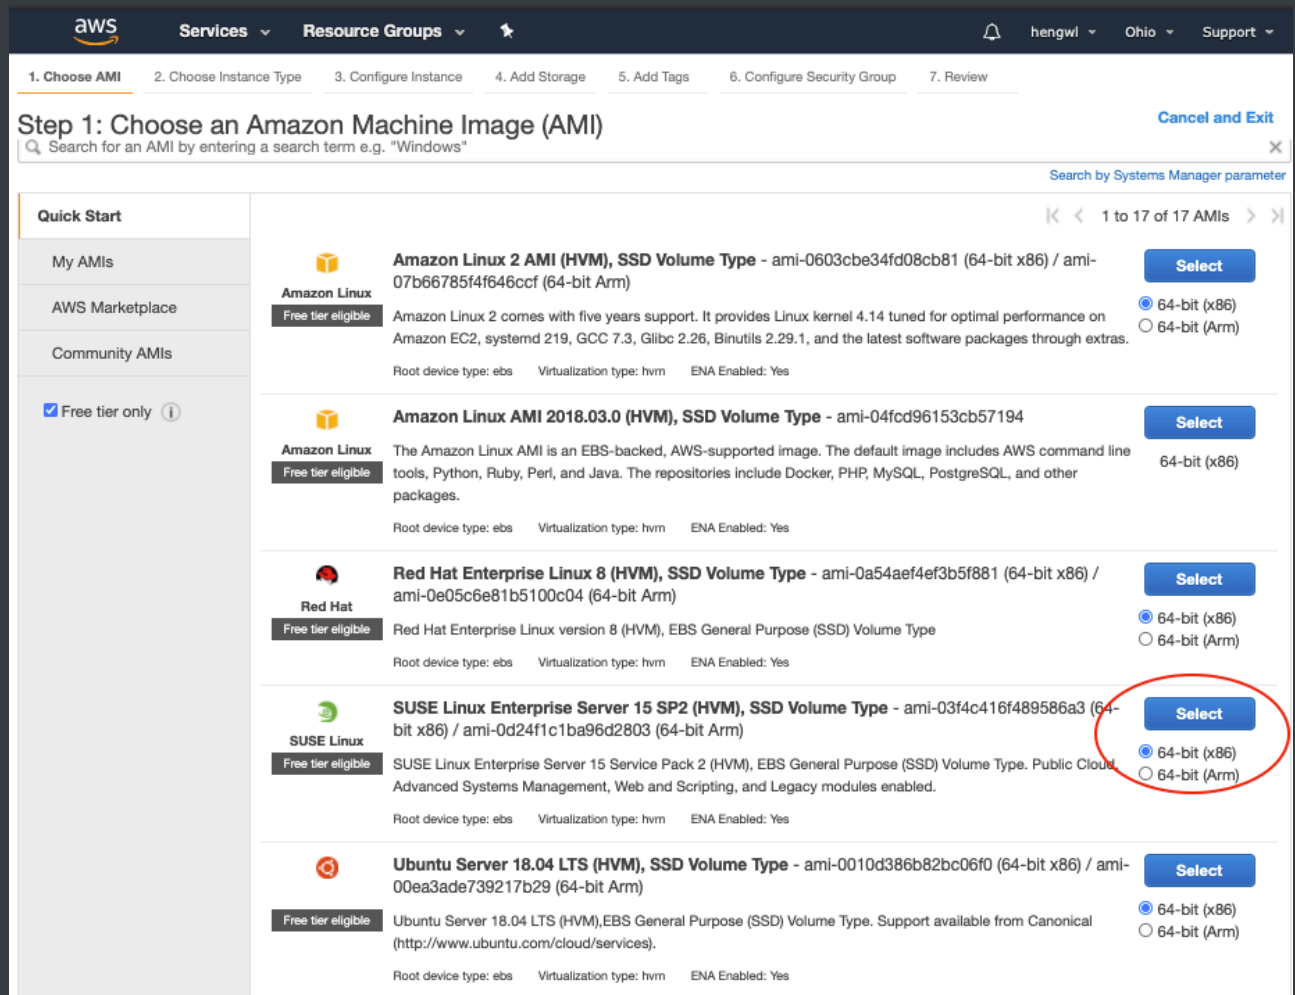 aws Services Resource Groups hengwl Ohio Support
1. Choose AMI 2. Choose Instance Type 3. Configure Instance 4. Add Storage 5. Add Tags 6. Configure Security Group 7. Review
Step 1: Choose an Amazon Machine Image (AMI)
Cancel and Exit
Search for an AMI by entering a search term e.g. "Windows"
Search by Systems Manager parameter
Quick Start
My AMIs
AWS Marketplace
Community AMIs
Free tier only
1 to 17 of 17 AMIs
Amazon Linux
Free tier eligible
Amazon Linux 2 AMI (HVM), SSD Volume Type - ami-0603cbe34fd08cb81 (64-bit x86) / ami-
07b66785f4f646ccf (64-bit Arm)
Amazon Linux 2 comes with five years support. It provides Linux kernel 4.14 tuned for optimal performance on
Amazon EC2, systemd 219, GCC 7.3, Glibc 2.26, Binutils 2.29.1, and the latest software packages through extras.
Root device type: ebs Virtualization type: hvm ENA Enabled: Yes
Select
64-bit (x86)
64-bit (Arm)
Amazon Linux
Free tier eligible
Amazon Linux AMI 2018.03.0 (HVM), SSD Volume Type - ami-04fcd96153cb57194
The Amazon Linux AMI is an EBS-backed, AWS-supported image. The default image includes AWS command line
tools, Python, Ruby, Perl, and Java. The repositories include Docker, PHP, MySQL, PostgreSQL, and other
packages.
Root device type: ebs Virtualization type: hvm ENA Enabled: Yes
Select
64-bit (x86)
Red Hat
Free tier eligible
Red Hat Enterprise Linux 8 (HVM), SSD Volume Type - ami-0a54aef4ef3b5f881 (64-bit x86) /
ami-0e05c6e81b5100c04 (64-bit Arm)
Red Hat Enterprise Linux version 8 (HVM), EBS General Purpose (SSD) Volume Type
Root device type: ebs Virtualization type: hvm ENA Enabled: Yes
Select
64-bit (x86)
64-bit (Arm)
SUSE Linux
Free tier eligible
SUSE Linux Enterprise Server 15 SP2 (HVM), SSD Volume Type - ami-03f4c416f489586a3 (64-
bit x86) / ami-0d24f1c1ba96d2803 (64-bit Arm)
SUSE Linux Enterprise Server 15 Service Pack 2 (HVM), EBS General Purpose (SSD) Volume Type. Public Cloud,
Advanced Systems Management, Web and Scripting, and Legacy modules enabled.
Root device type: ebs Virtualization type: hvm ENA Enabled: Yes
Select
64-bit (x86)
64-bit (Arm)
Free tier eligible
Ubuntu Server 18.04 LTS (HVM), SSD Volume Type - ami-0010d386b82bc06f0 (64-bit x86) / ami-
00ea3ade739217b29 (64-bit Arm)
Ubuntu Server 18.04 LTS (HVM),EBS General Purpose (SSD) Volume Type. Support available from Canonical
(http://www.ubuntu.com/cloud/services).
Root device type: ebs Virtualization type: hvm ENA Enabled: Yes
Select
64-bit (x86)
64-bit (Arm)